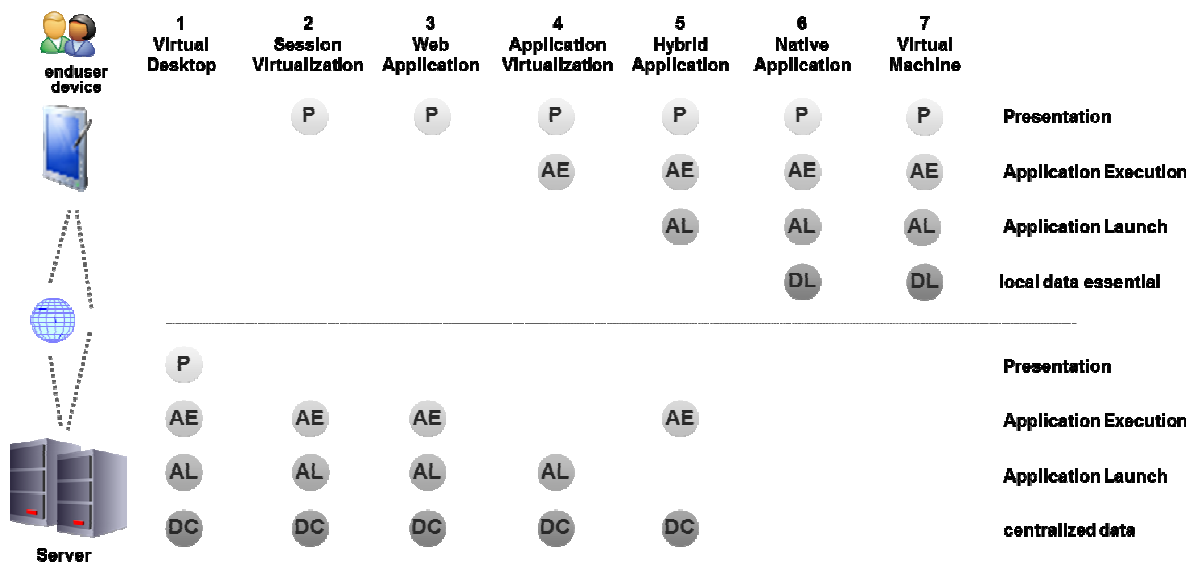 1 2 3 4 5 6 7
Virtual Desktop Session Virtualization Web Application Application Virtualization Hybrid Application Native Application Virtual Machine
enduser device
P P P P P P Presentation
AE AE AE AE Application Execution
AL AL AL Application Launch
DL DL local data essential
P Presentation
AE AE AE AE Application Execution
AL AL AL AL Application Launch
DC DC DC DC DC centralized data
Server